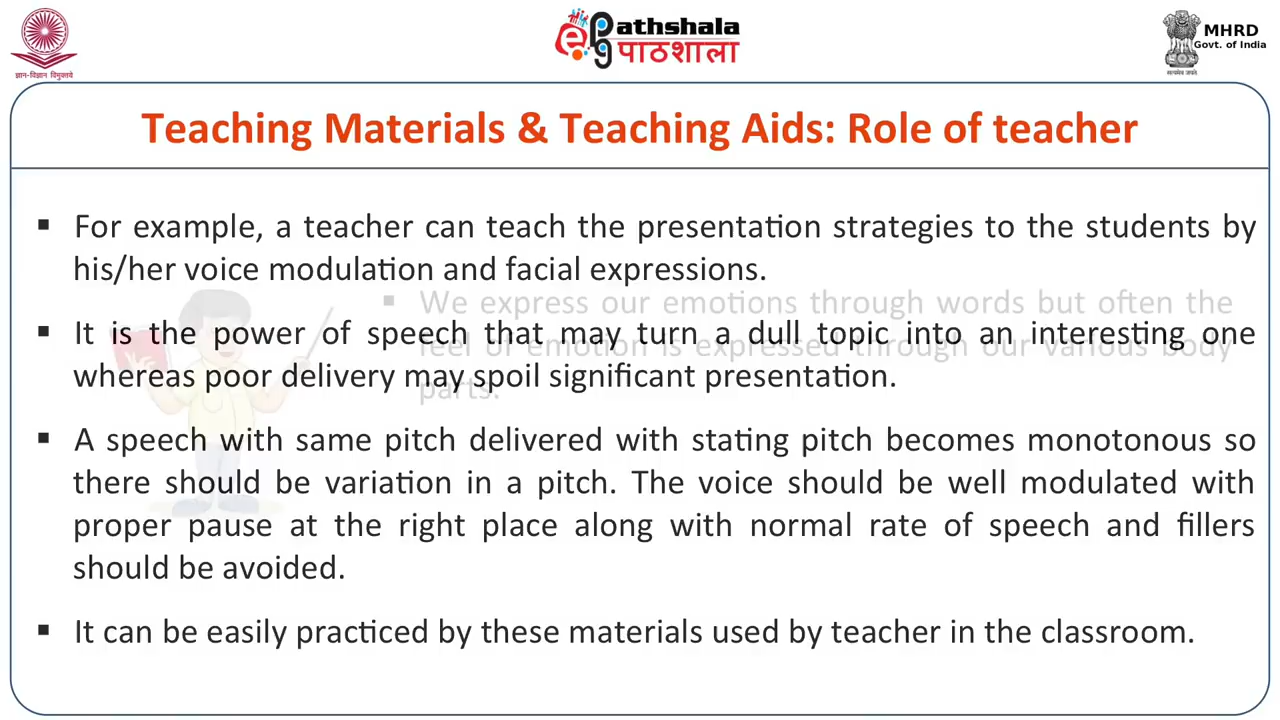 ज्ञान-विज्ञान विमुक्तये
ePathshala
पाठशाला
MHRD
Govt. of India
सत्यमेव जयते
Teaching Materials & Teaching Aids: Role of teacher
▪ For example, a teacher can teach the presentation strategies to the students by
his/her voice modulation and facial expressions.
▪ We express our emotions through words but often the
feel of emotion is expressed through our various body
parts.
▪ It is the power of speech that may turn a dull topic into an interesting one
whereas poor delivery may spoil significant presentation.
▪ A speech with same pitch delivered with stating pitch becomes monotonous so
there should be variation in a pitch. The voice should be well modulated with
proper pause at the right place along with normal rate of speech and fillers
should be avoided.
▪ It can be easily practiced by these materials used by teacher in the classroom.